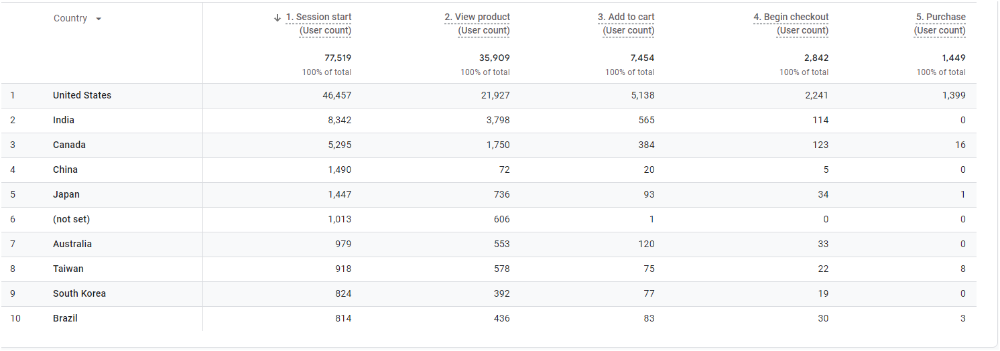 Country ↓ 1. Session start 2. View product 3. Add to cart 4. Begin checkout 5. Purchase
(User count) (User count) (User count) (User count) (User count)
77,519 35,909 7,454 2,842 1,449
100% of total 100% of total 100% of total 100% of total 100% of total
1 United States 46,457 21,927 5,138 2,241 1,399
2 India 8,342 3,798 565 114 0
3 Canada 5,295 1,750 384 123 16
4 China 1,490 72 20 5 0
5 Japan 1,447 736 93 34 1
6 (not set) 1,013 606 1 0 0
7 Australia 979 553 120 33 0
8 Taiwan 918 578 75 22 8
9 South Korea 824 392 77 19 0
10 Brazil 814 436 83 30 3